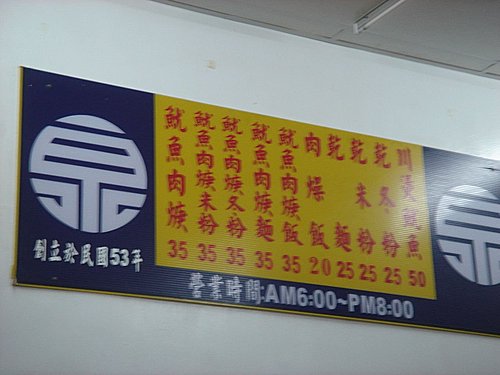 魷魚肉焿 35
魷魚肉焿米粉 35
魷魚肉焿冬粉 35
魷魚肉焿麵 35
魷魚肉焿飯 35
肉燥飯 20
乾麵 25
乾米粉 25
乾冬粉 25
川燙魷魚 50
創立於民國53年
營業時間:AM6:00~PM8:00